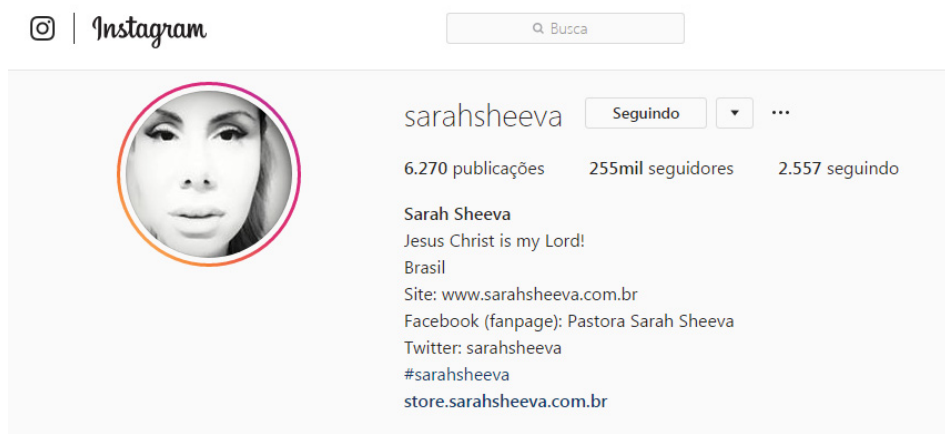 Instagram
Busca
sarahsheeva Seguindo ▼ ...
6.270 publicações 255mil seguidores 2.557 seguindo
Sarah Sheeva
Jesus Christ is my Lord!
Brasil
Site: www.sarahsheeva.com.br
Facebook (fanpage): Pastora Sarah Sheeva
Twitter: sarahsheeva
#sarahsheeva
store.sarahsheeva.com.br